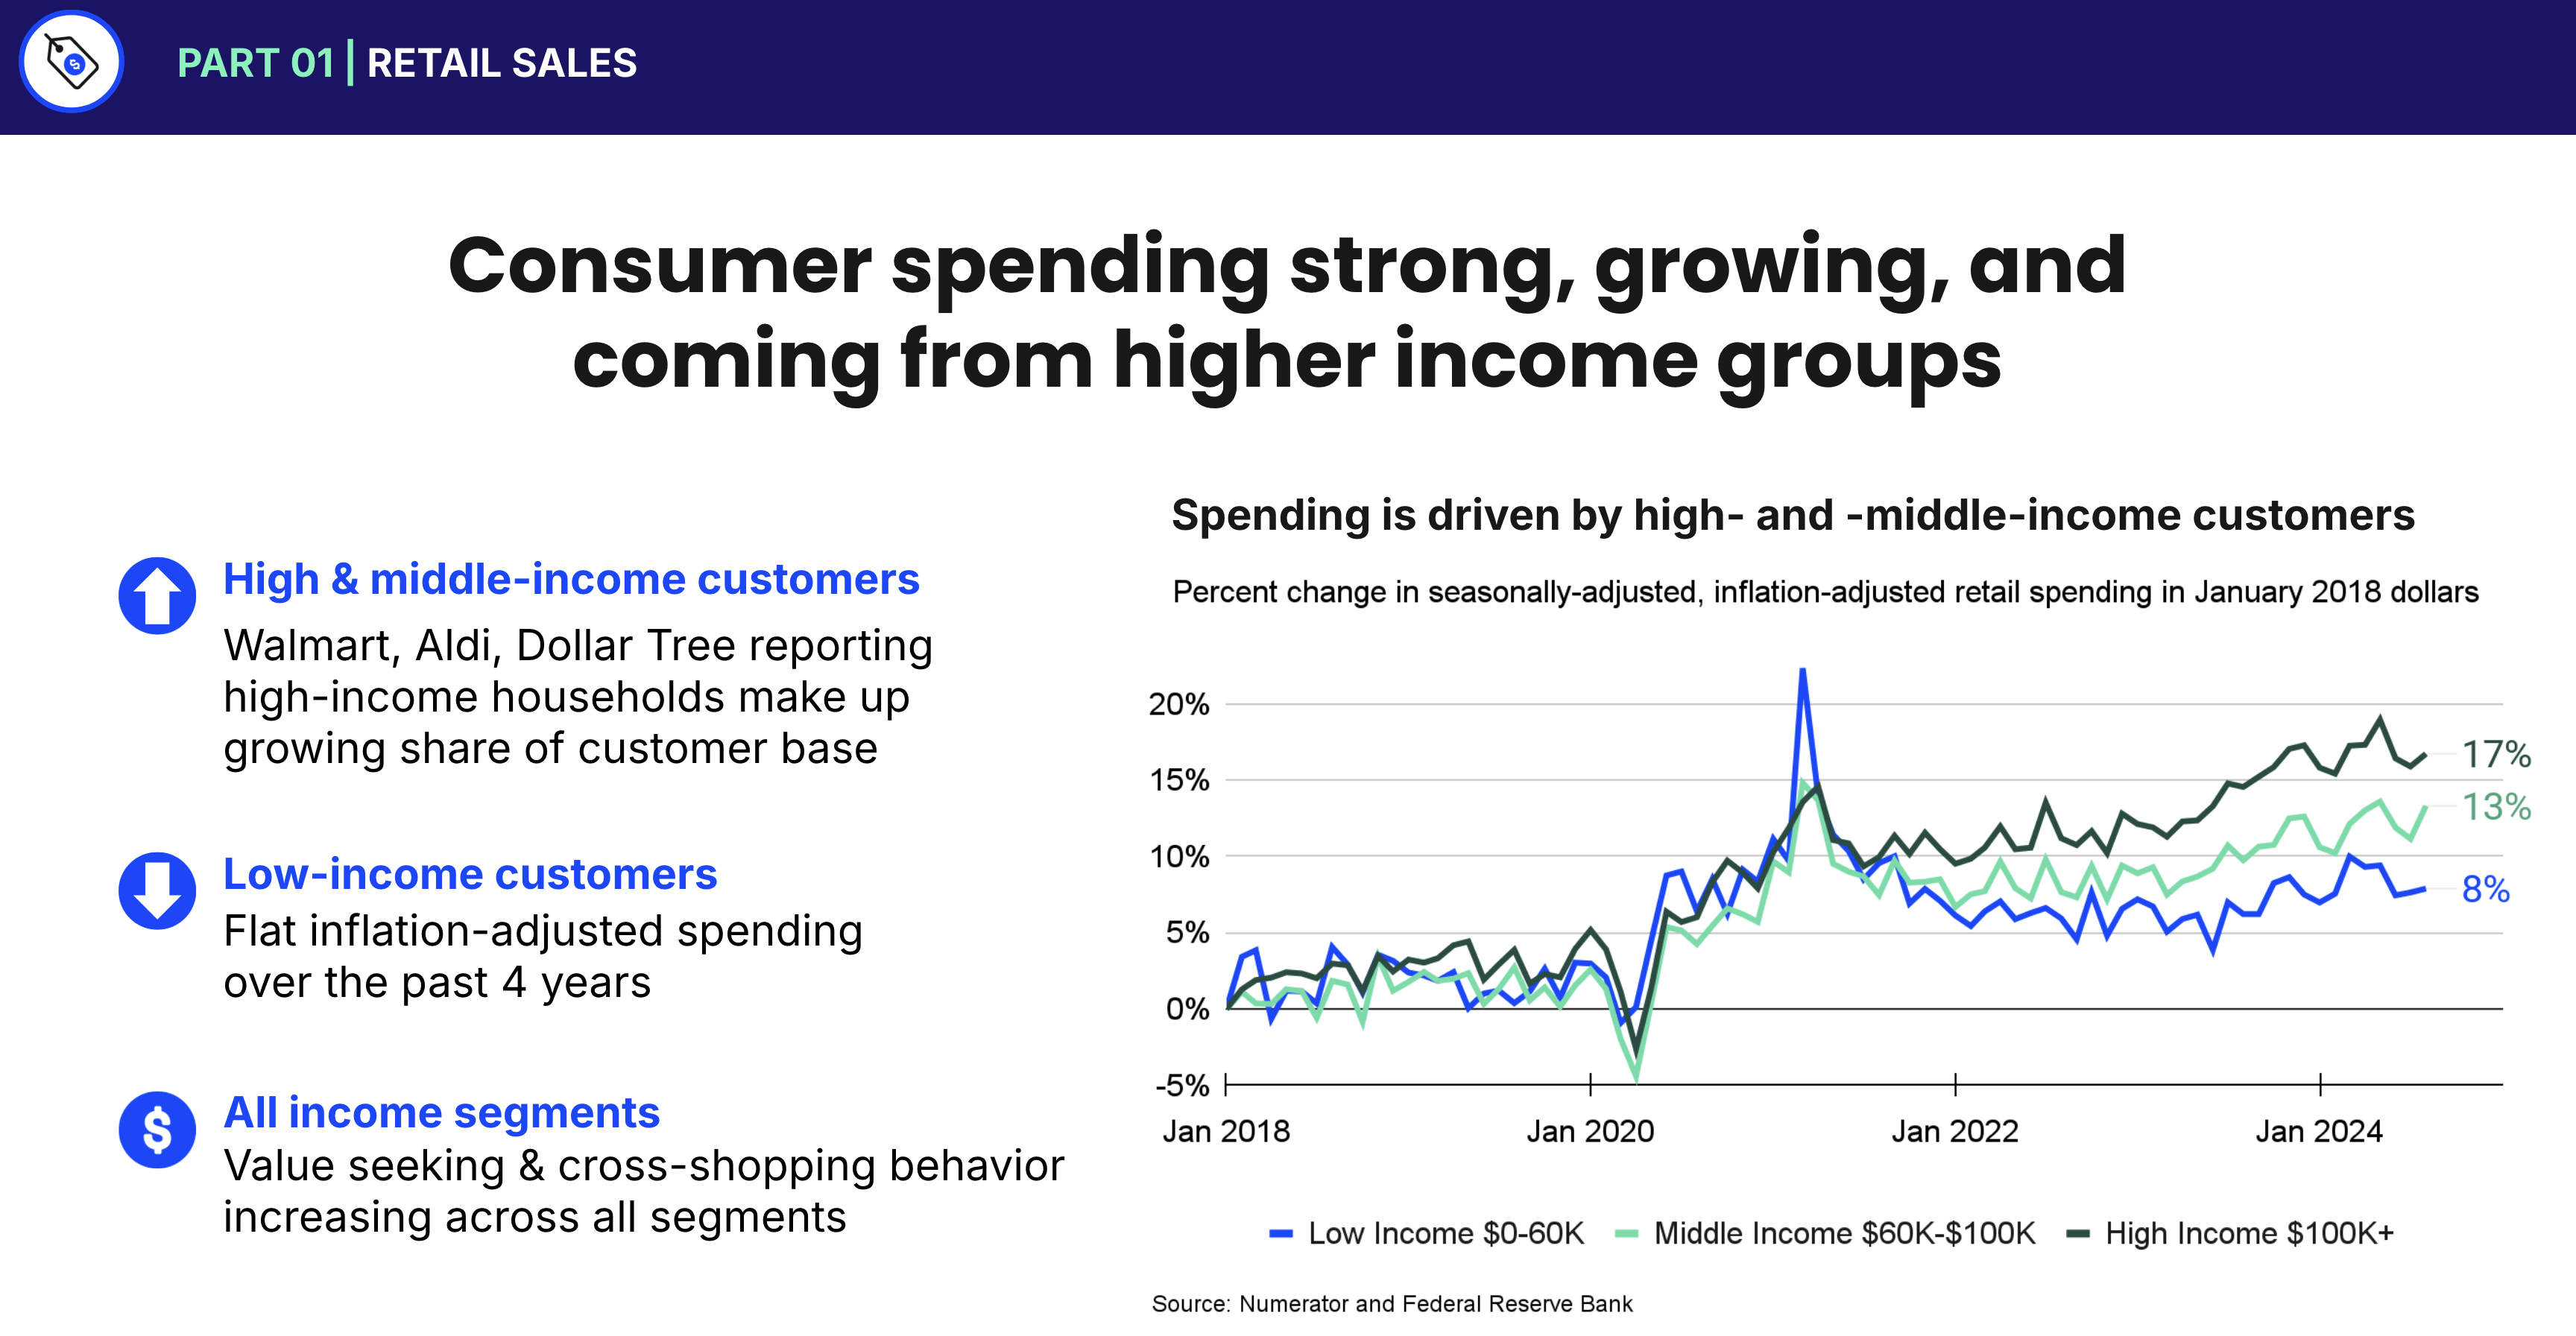 PART 01 | RETAIL SALES
Consumer spending strong, growing, and
coming from higher income groups
High & middle-income customers
Walmart, Aldi, Dollar Tree reporting
high-income households make up
growing share of customer base
Low-income customers
Flat inflation-adjusted spending
over the past 4 years
$
All income segments
Value seeking & cross-shopping behavior
increasing across all segments
Spending is driven by high- and -middle-income customers
Percent change in seasonally-adjusted, inflation-adjusted retail spending in January 2018 dollars
20%
15%
10%
5%
0%
-5%
17%
13%
8%
Jan 2018 Jan 2020 Jan 2022 Jan 2024
Low Income $0-60K Middle Income $60K-$100K High Income $100K+
Source: Numerator and Federal Reserve Bank